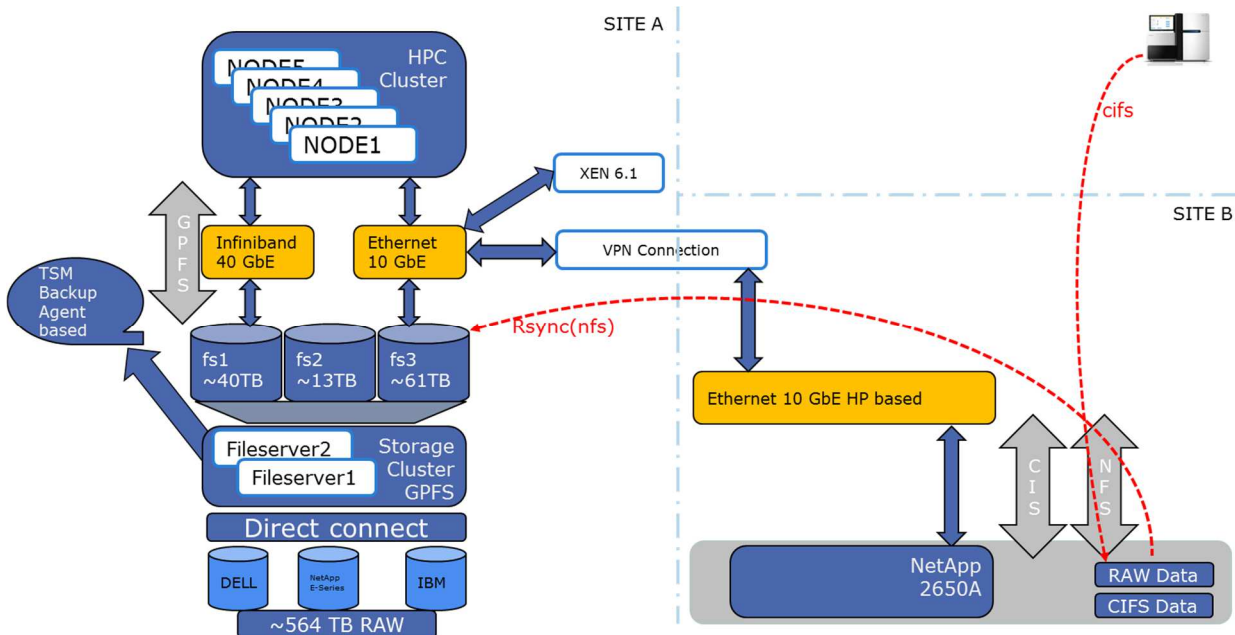 SITE A
HPC
Cluster
NODE5
NODE4
NODE3
NODE2
NODE1
cifs
XEN 6.1
SITE B
GPFS
Infiniband
40 GbE
Ethernet
10 GbE
VPN Connection
TSM
Backup
Agent
based
Rsync(nfs)
fs1
~40TB
fs2
~13TB
fs3
~61TB
Ethernet 10 GbE HP based
Fileserver2
Fileserver1
Storage
Cluster
GPFS
CIS
NFS
Direct connect
DELL
NetApp
E-Series
IBM
~564 TB RAW
NetApp
2650A
RAW Data
CIFS Data